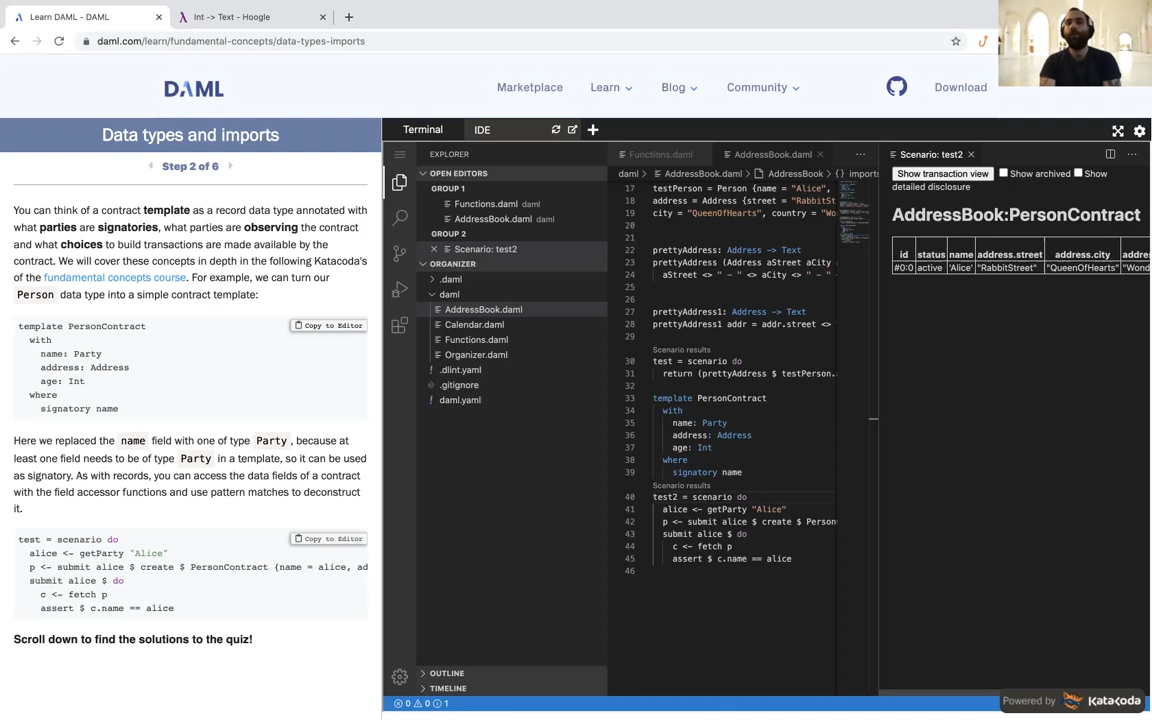 Learn DAML - DAML
Int -> Text - Hoogle
daml.com/learn/fundamental-concepts/data-types-imports
DAML
Marketplace
Learn
Blog
Community
Download
Data types and imports
Step 2 of 6
You can think of a contract template as a record data type annotated with
what parties are signatories, what parties are observing the contract
and what choices to build transactions are made available by the
contract. We will cover these concepts in depth in the following Katacoda's
of the fundamental concepts course. For example, we can turn our
Person data type into a simple contract template:
Copy to Editor
template PersonContract
with
name: Party
address: Address
age: Int
where
signatory name
Here we replaced the name field with one of type Party, because at
least one field needs to be of type Party in a template, so it can be used
as signatory. As with records, you can access the data fields of a contract
with the field accessor functions and use pattern matches to deconstruct
it.
Copy to Editor
test = scenario do
alice <- getParty "Alice"
p <- submit alice $ create $ PersonContract {name = alice, ad
submit alice $ do
c <- fetch p
assert $ c.name == alice
Scroll down to find the solutions to the quiz!
Terminal
IDE
EXPLORER
OPEN EDITORS
GROUP 1
Functions.daml daml
AddressBook.daml daml
GROUP 2
Scenario: test2
ORGANIZER
.daml
daml
AddressBook.daml
Calendar.daml
Functions.daml
Organizer.daml
.dlint.yaml
.gitignore
daml.yaml
OUTLINE
TIMELINE
0 0 1
Functions.daml
AddressBook.daml
daml > AddressBook.daml > AddressBook > {} imports
17 testPerson = Person {name = "Alice",
18 address = Address {street = "RabbitStr
19 city = "QueenOfHearts", country = "Wo
20
21
22 prettyAddress: Address -> Text
23 prettyAddress (Address aStreet aCity
24 aStreet <> " - " <> aCity <> " - "
25
26
27 prettyAddress1: Address -> Text
28 prettyAddress1 addr = addr.street <>
29
Scenario results
30 test = scenario do
31 return (prettyAddress $ testPerson.
32
33 template PersonContract
34 with
35 name: Party
36 address: Address
37 age: Int
38 where
39 signatory name
Scenario results
40 test2 = scenario do
41 alice <- getParty "Alice"
42 p <- submit alice $ create $ Person
43 submit alice $ do
44 c <- fetch p
45 assert $ c.name == alice
46
Scenario: test2
Show transaction view
Show archived
Show detailed disclosure
AddressBook:PersonContract
id status name address.street address.city addre
#0:0 active 'Alice' "RabbitStreet" "QueenOfHearts" "Wond
Powered by Katacoda